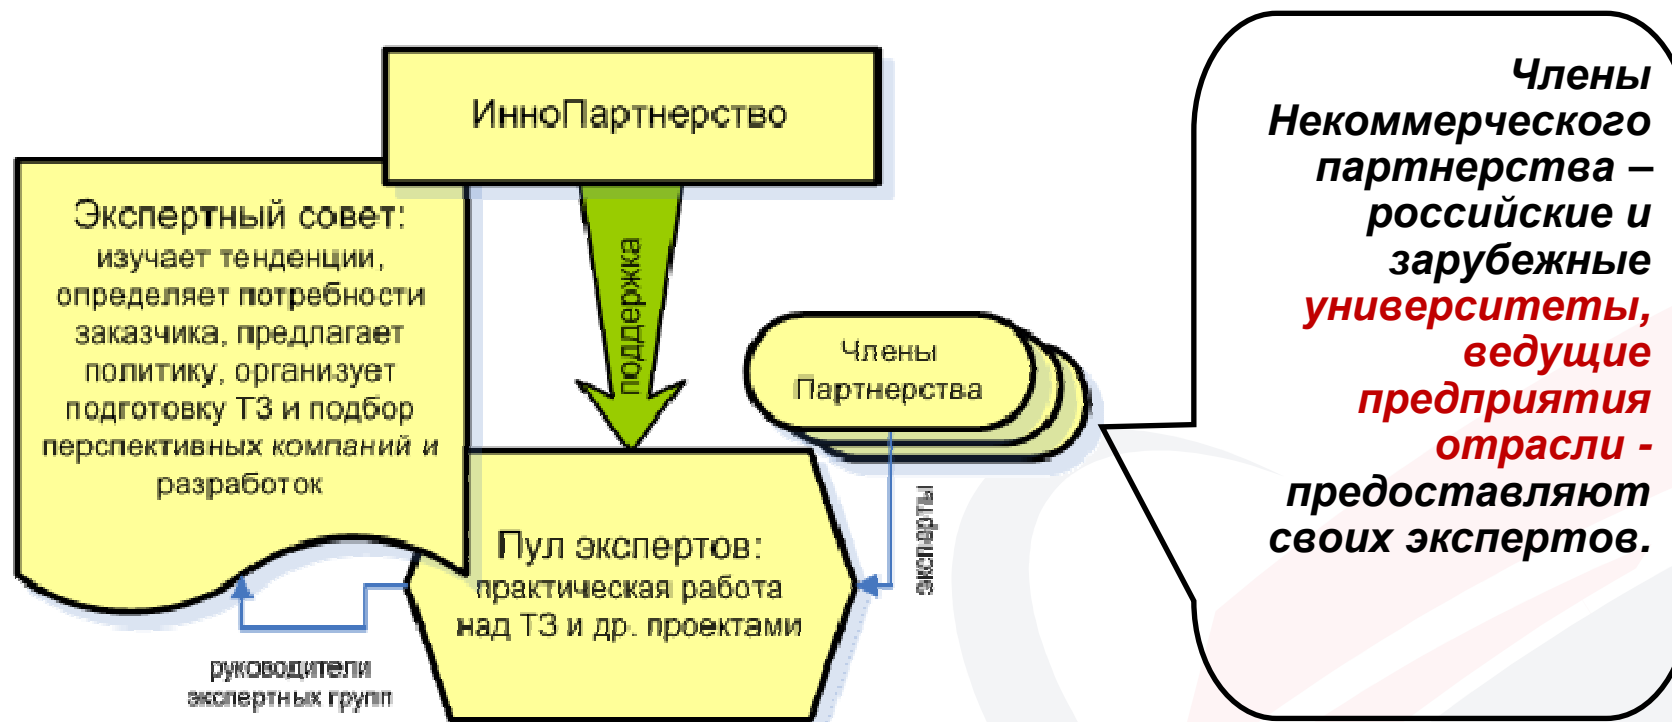 ИнноПартнерство
Экспертный совет:
изучает тенденции,
определяет потребности
заказчика, предлагает
политику, организует
подготовку ТЗ и подбор
перспективных компаний и
разработок
поддержка
Члены
Партнерства
эксперты
Пул экспертов:
практическая работа
над ТЗ и др. проектами
руководители
экспертных групп
Члены
Некоммерческого
партнерства –
российские и
зарубежные
университеты,
ведущие
предприятия
отрасли -
предоставляют
своих экспертов.